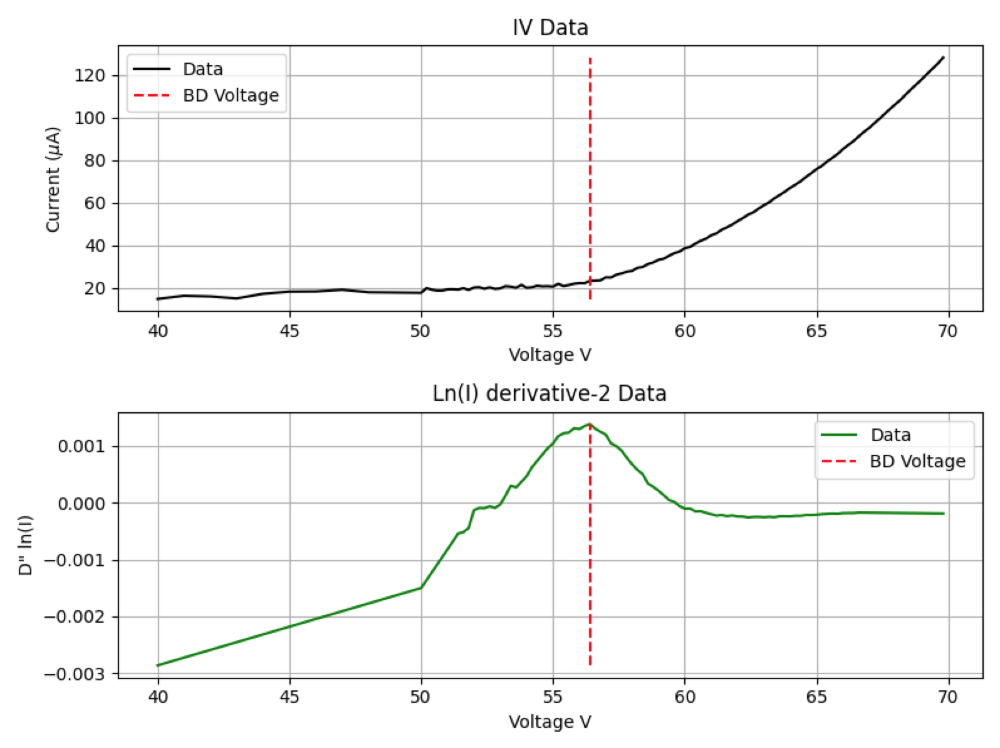 IV Data
Data
BD Voltage
120
100
80
60
40
20
Current (μA)
40 45 50 55 60 65 70
Voltage V
Ln(I) derivative-2 Data
Data
BD Voltage
0.001
0.000
−0.001
−0.002
−0.003
D" ln(I)
40 45 50 55 60 65 70
Voltage V